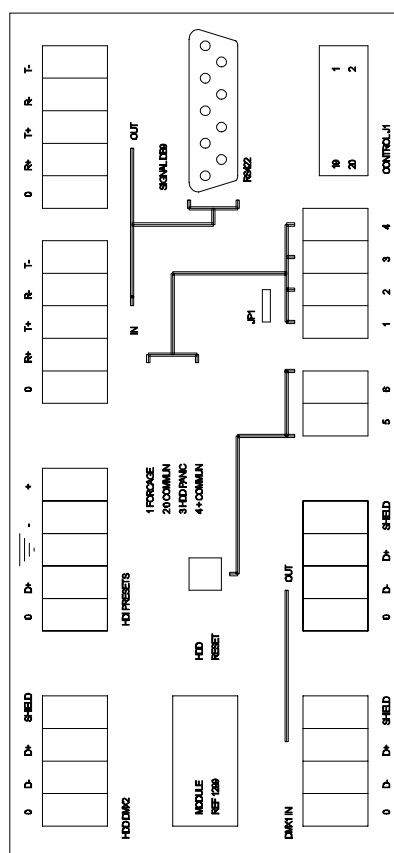 0 D- D+ SHIELD
0 D+ - +
0 R+ T+ R- T-
0 R+ T+ R- T-
HDD DMX2
HDI PRESETS
IN
OUT
1 FORCAGE
2 0 COMMUN
3 HDD PANIC
4 + COMMUN
SIGNAL DB9
MODULE
REF 1299
HDD
RESET
RS422
JP1
DMX1 IN
OUT
19 1
20 2
0 D- D+ SHIELD
0 D- D+ SHIELD
5 6
1 2 3 4
CONTROL J1